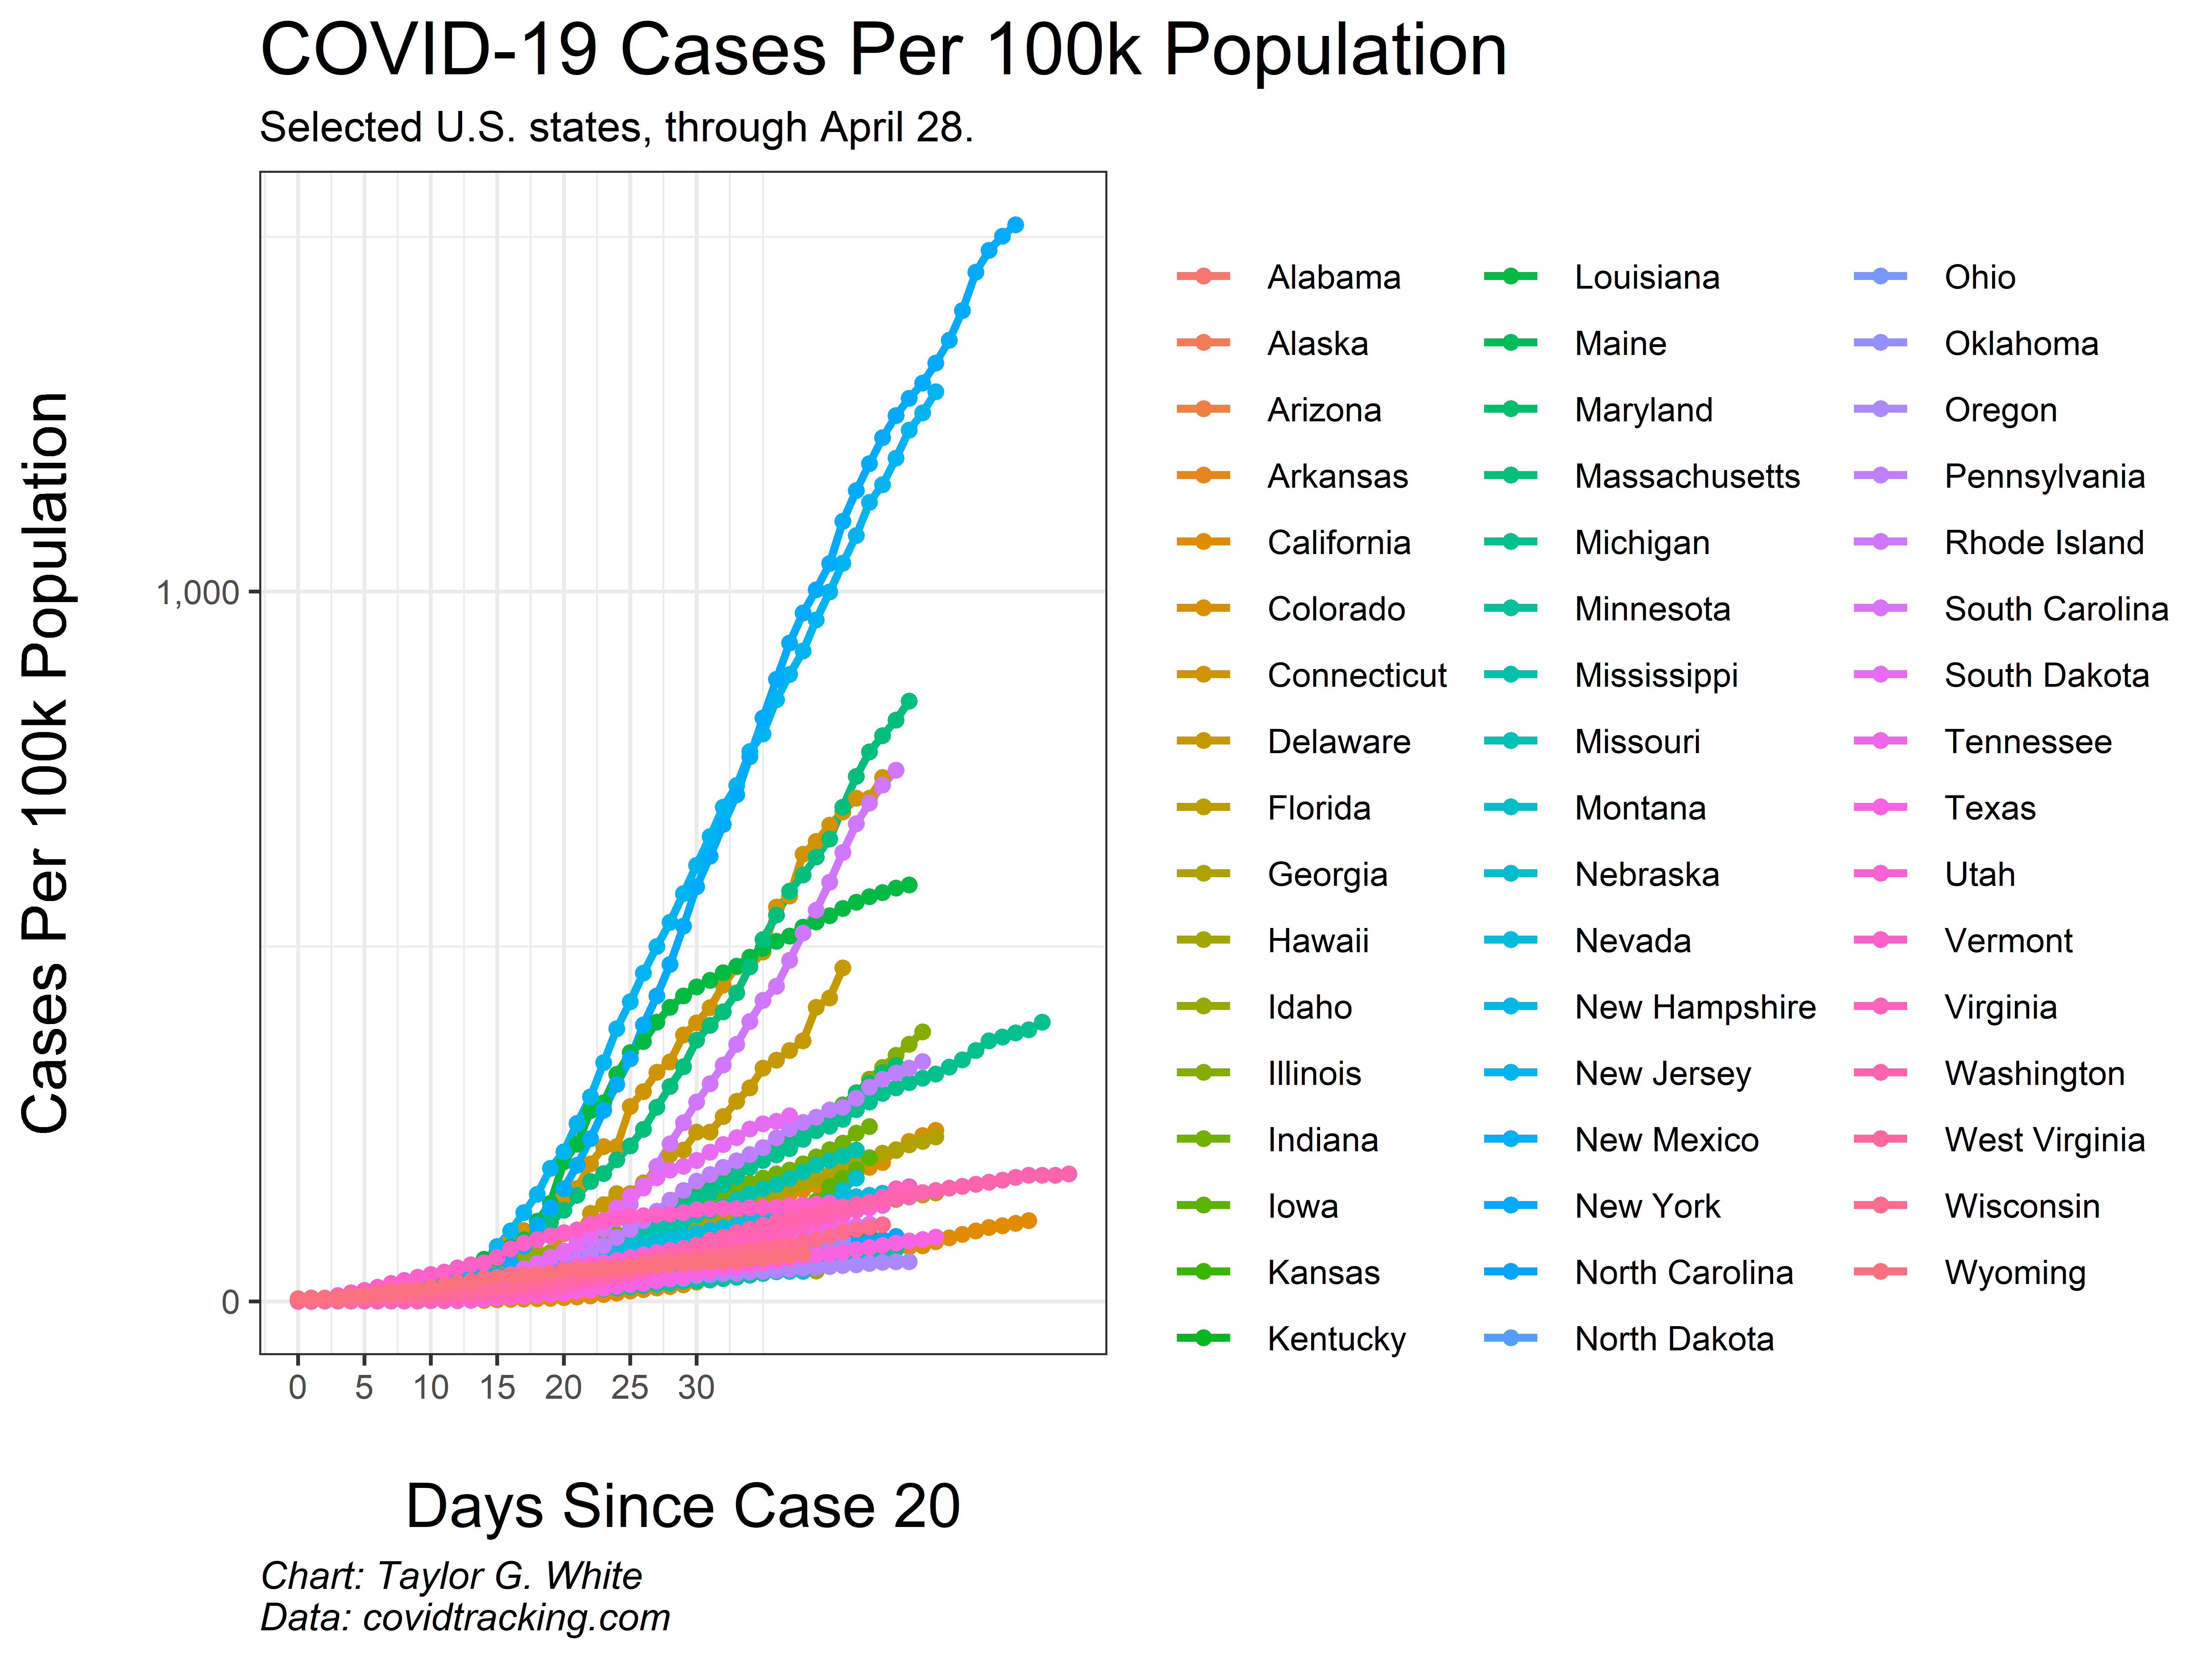 COVID-19 Cases Per 100k Population
Selected U.S. states, through April 28.
Cases Per 100k Population
1,000
0
0 5 10 15 20 25 30
Days Since Case 20
Chart: Taylor G. White
Data: covidtracking.com
Alabama
Alaska
Arizona
Arkansas
California
Colorado
Connecticut
Delaware
Florida
Georgia
Hawaii
Idaho
Illinois
Indiana
Iowa
Kansas
Kentucky
Louisiana
Maine
Maryland
Massachusetts
Michigan
Minnesota
Mississippi
Missouri
Montana
Nebraska
Nevada
New Hampshire
New Jersey
New Mexico
New York
North Carolina
North Dakota
Ohio
Oklahoma
Oregon
Pennsylvania
Rhode Island
South Carolina
South Dakota
Tennessee
Texas
Utah
Vermont
Virginia
Washington
West Virginia
Wisconsin
Wyoming